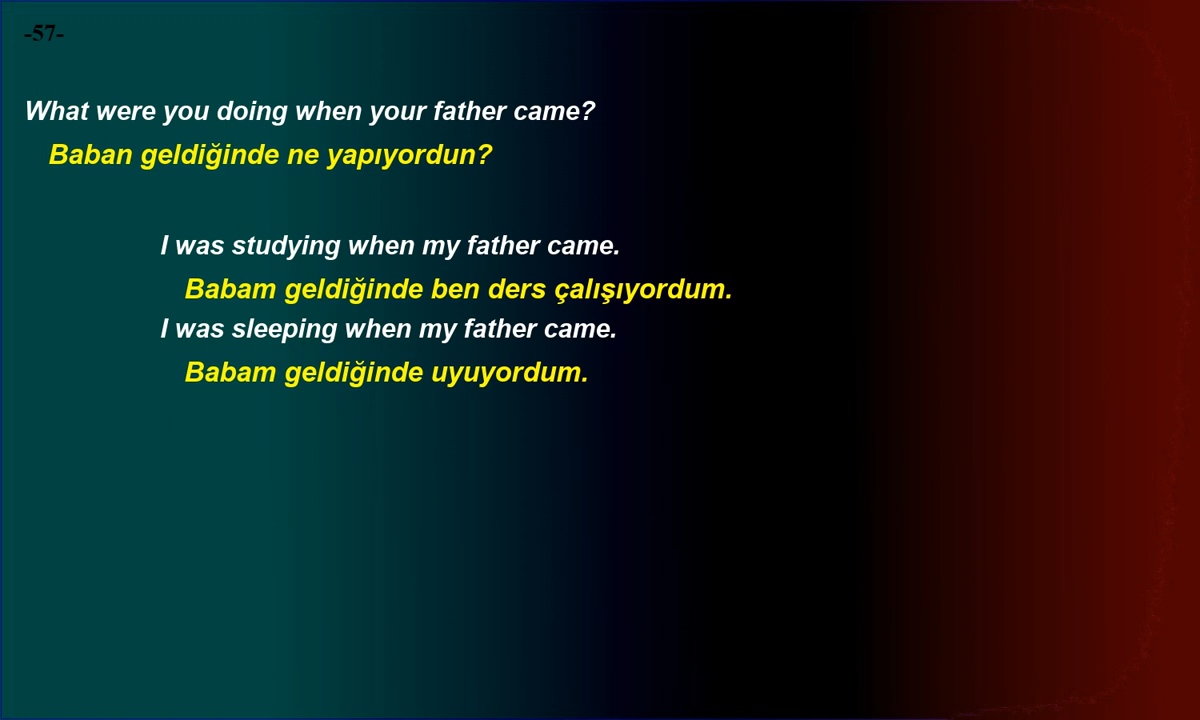 -57-
What were you doing when your father came?
Baban geldiğinde ne yapıyordun?
I was studying when my father came.
Babam geldiğinde ben ders çalışıyordum.
I was sleeping when my father came.
Babam geldiğinde uyuyordum.